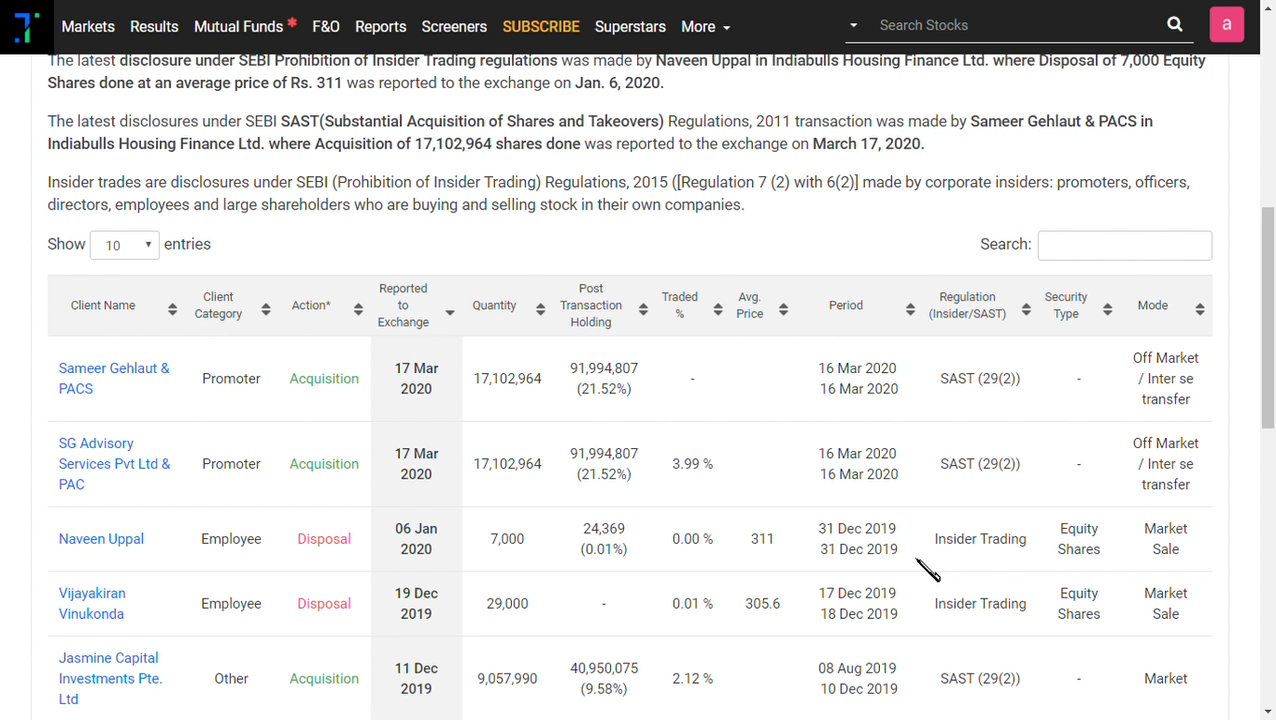 Markets Results Mutual Funds* F&O Reports Screeners SUBSCRIBE Superstars More Search Stocks a
The latest disclosure under SEBI Prohibition of Insider Trading regulations was made by Naveen Uppal in Indiabulls Housing Finance Ltd. where Disposal of 7,000 Equity
Shares done at an average price of Rs. 311 was reported to the exchange on Jan. 6, 2020.
The latest disclosures under SEBI SAST(Substantial Acquisition of Shares and Takeovers) Regulations, 2011 transaction was made by Sameer Gehlaut & PACS in
Indiabulls Housing Finance Ltd. where Acquisition of 17,102,964 shares done was reported to the exchange on March 17, 2020.
Insider trades are disclosures under SEBI (Prohibition of Insider Trading) Regulations, 2015 ([Regulation 7 (2) with 6(2)] made by corporate insiders: promoters, officers,
directors, employees and large shareholders who are buying and selling stock in their own companies.
Show 10 entries Search:
Client Name
Client
Category
Action*
Reported
to
Exchange
Quantity
Post
Transaction
Holding
Traded
%
Avg.
Price
Period
Regulation
(Insider/SAST)
Security
Type
Mode
Sameer Gehlaut &
PACS
Promoter
Acquisition
17 Mar
2020
17,102,964
91,994,807
(21.52%)
-
16 Mar 2020
16 Mar 2020
SAST (29(2))
-
Off Market
/ Inter se
transfer
SG Advisory
Services Pvt Ltd &
PAC
Promoter
Acquisition
17 Mar
2020
17,102,964
91,994,807
(21.52%)
3.99 %
16 Mar 2020
16 Mar 2020
SAST (29(2))
-
Off Market
/ Inter se
transfer
Naveen Uppal
Employee
Disposal
06 Jan
2020
7,000
24,369
(0.01%)
0.00 %
311
31 Dec 2019
31 Dec 2019
Insider Trading
Equity
Shares
Market
Sale
Vijayakiran
Vinukonda
Employee
Disposal
19 Dec
2019
29,000
-
0.01 %
305.6
17 Dec 2019
18 Dec 2019
Insider Trading
Equity
Shares
Market
Sale
Jasmine Capital
Investments Pte.
Ltd
Other
Acquisition
11 Dec
2019
9,057,990
40,950,075
(9.58%)
2.12 %
08 Aug 2019
10 Dec 2019
SAST (29(2))
-
Market